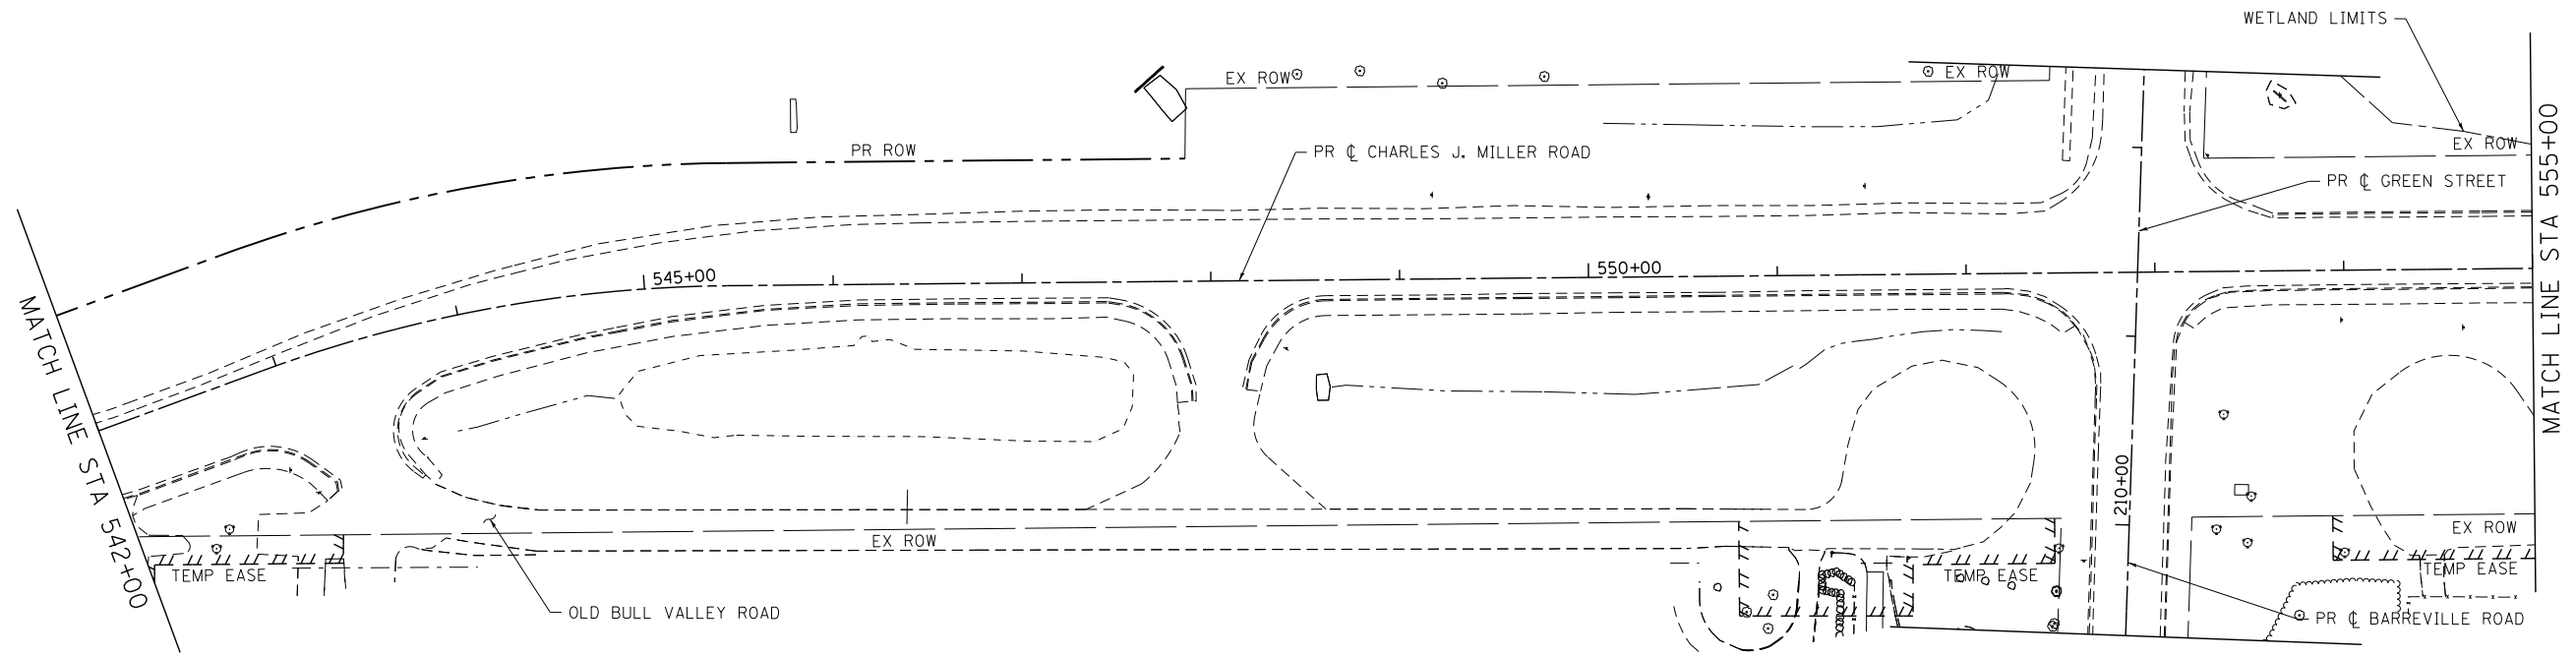 WETLAND LIMITS
EX ROW
EX ROW
PR ROW
PR ℄ CHARLES J. MILLER ROAD
EX ROW
PR ℄ GREEN STREET
MATCH LINE STA 555+00
545+00
550+00
MATCH LINE STA 542+00
210+00
EX ROW
EX ROW
TEMP EASE
TEMP EASE
TEMP EASE
OLD BULL VALLEY ROAD
PR ℄ BARREVILLE ROAD